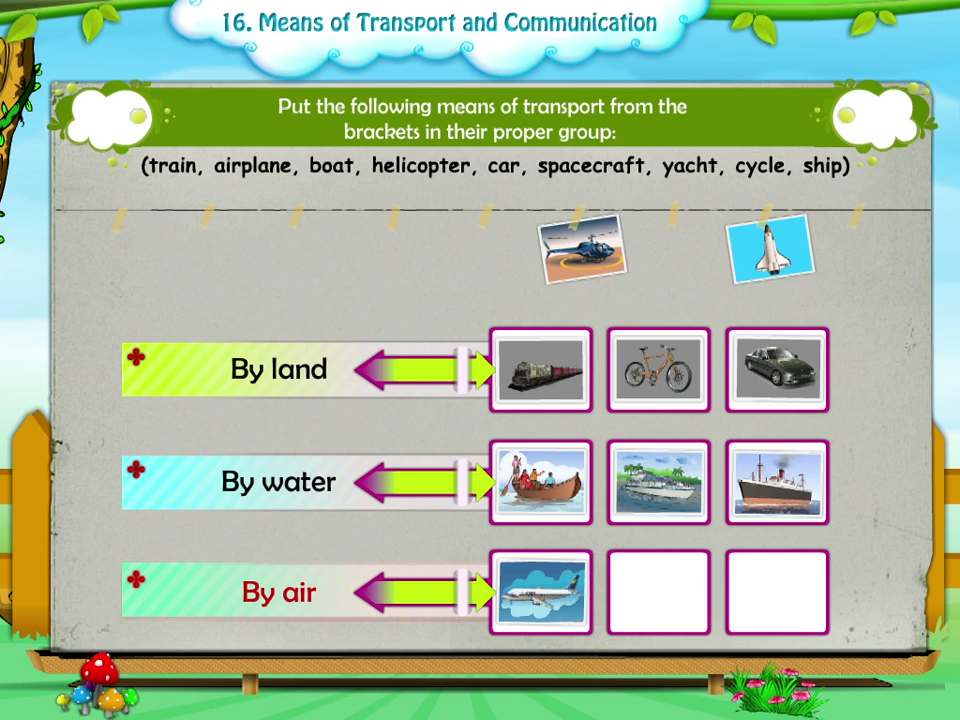 16. Means of Transport and Communication
Put the following means of transport from the
brackets in their proper group:
(train, airplane, boat, helicopter, car, spacecraft, yacht, cycle, ship)
By land
By water
By air